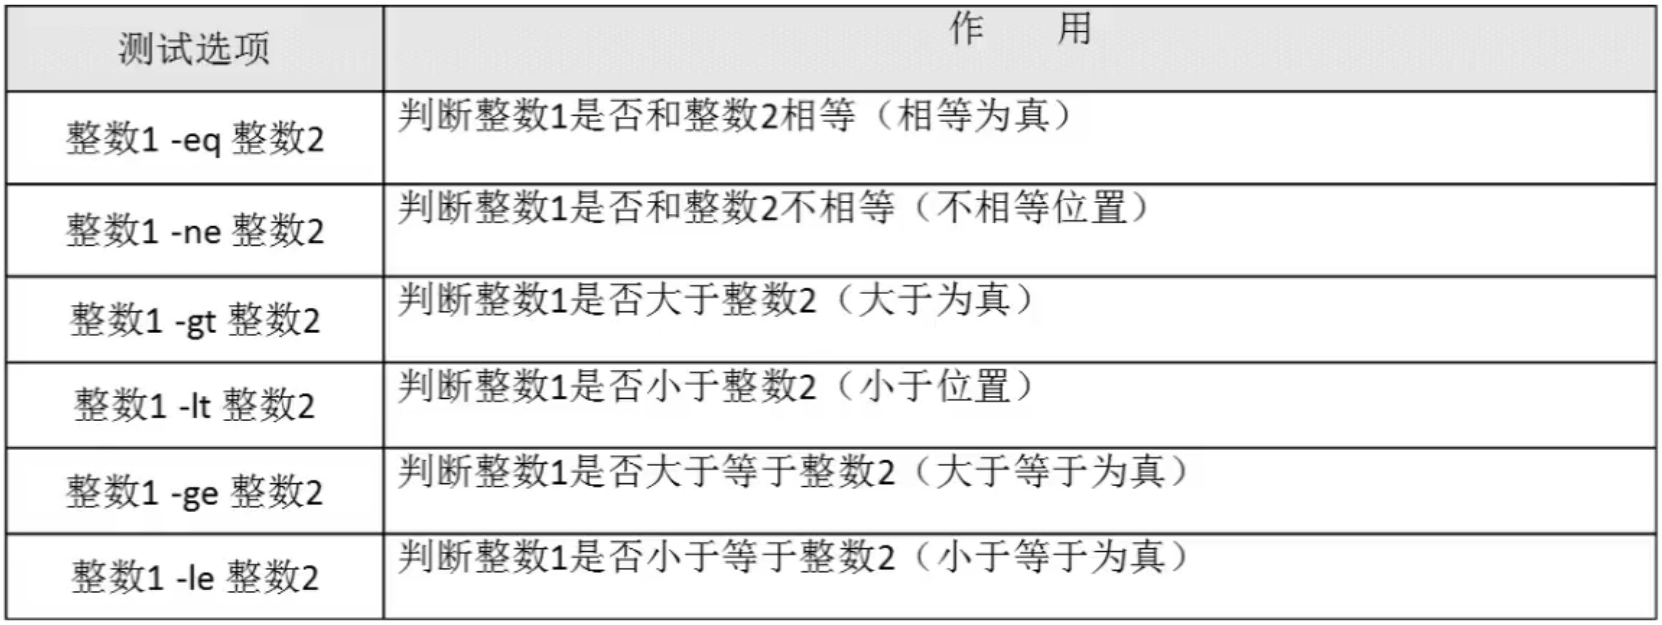 测试选项 作 用
整数1 -eq 整数2 判断整数1是否和整数2相等（相等为真）
整数1 -ne 整数2 判断整数1是否和整数2不相等（不相等位置）
整数1 -gt 整数2 判断整数1是否大于整数2（大于为真）
整数1 -lt 整数2 判断整数1是否小于整数2（小于位置）
整数1 -ge 整数2 判断整数1是否大于等于整数2（大于等于为真）
整数1 -le 整数2 判断整数1是否小于等于整数2（小于等于为真）